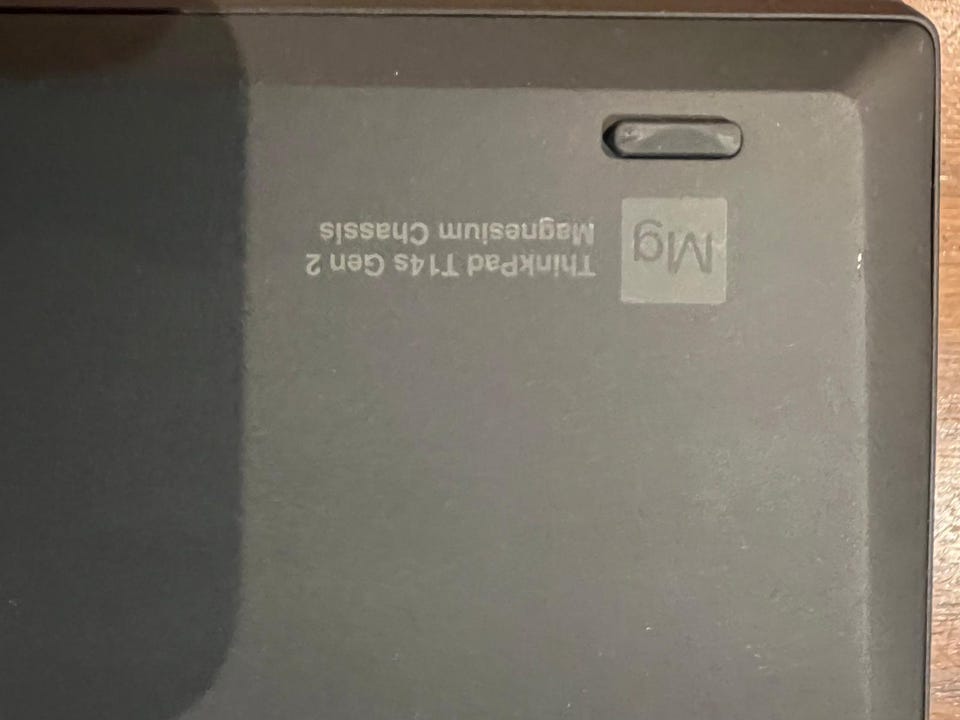 Mg
ThinkPad T14s Gen 2
Magnesium Chassis